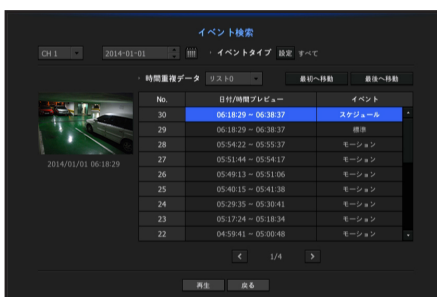 イベント検索
CH 1 2014-01-01 ・ イベントタイプ 設定 すべて
・ 時間重複データ リスト0 最初へ移動 最後へ移動
No. 日付/時間プレビュー イベント
30 06:18:29 ~ 06:38:37 スケジュール
29 06:18:29 ~ 06:38:37 標準
28 05:54:22 ~ 05:55:37 モーション
27 05:51:44 ~ 05:54:17 モーション
26 05:49:13 ~ 05:51:06 モーション
25 05:40:15 ~ 05:41:38 モーション
24 05:29:35 ~ 05:30:41 モーション
23 05:17:24 ~ 05:18:34 モーション
22 04:59:41 ~ 05:00:48 モーション
2014/01/01 06:18:29
< 1/4 >
再生 戻る